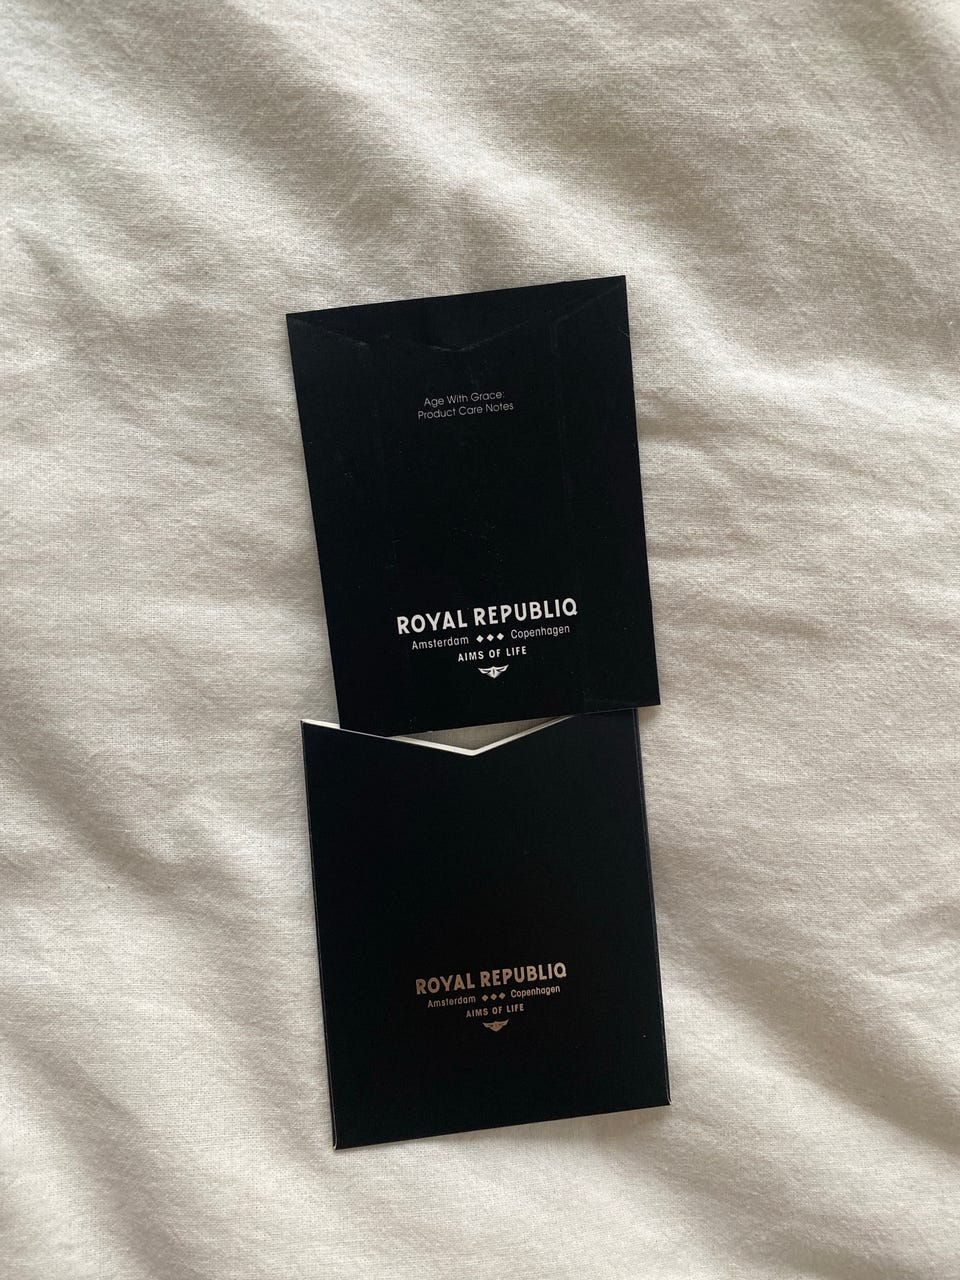 Age With Grace:
Product Care Notes
ROYAL REPUBLIQ
Amsterdam ◆◆◆ Copenhagen
AIMS OF LIFE
ROYAL REPUBLIQ
Amsterdam ◆◆◆ Copenhagen
AIMS OF LIFE